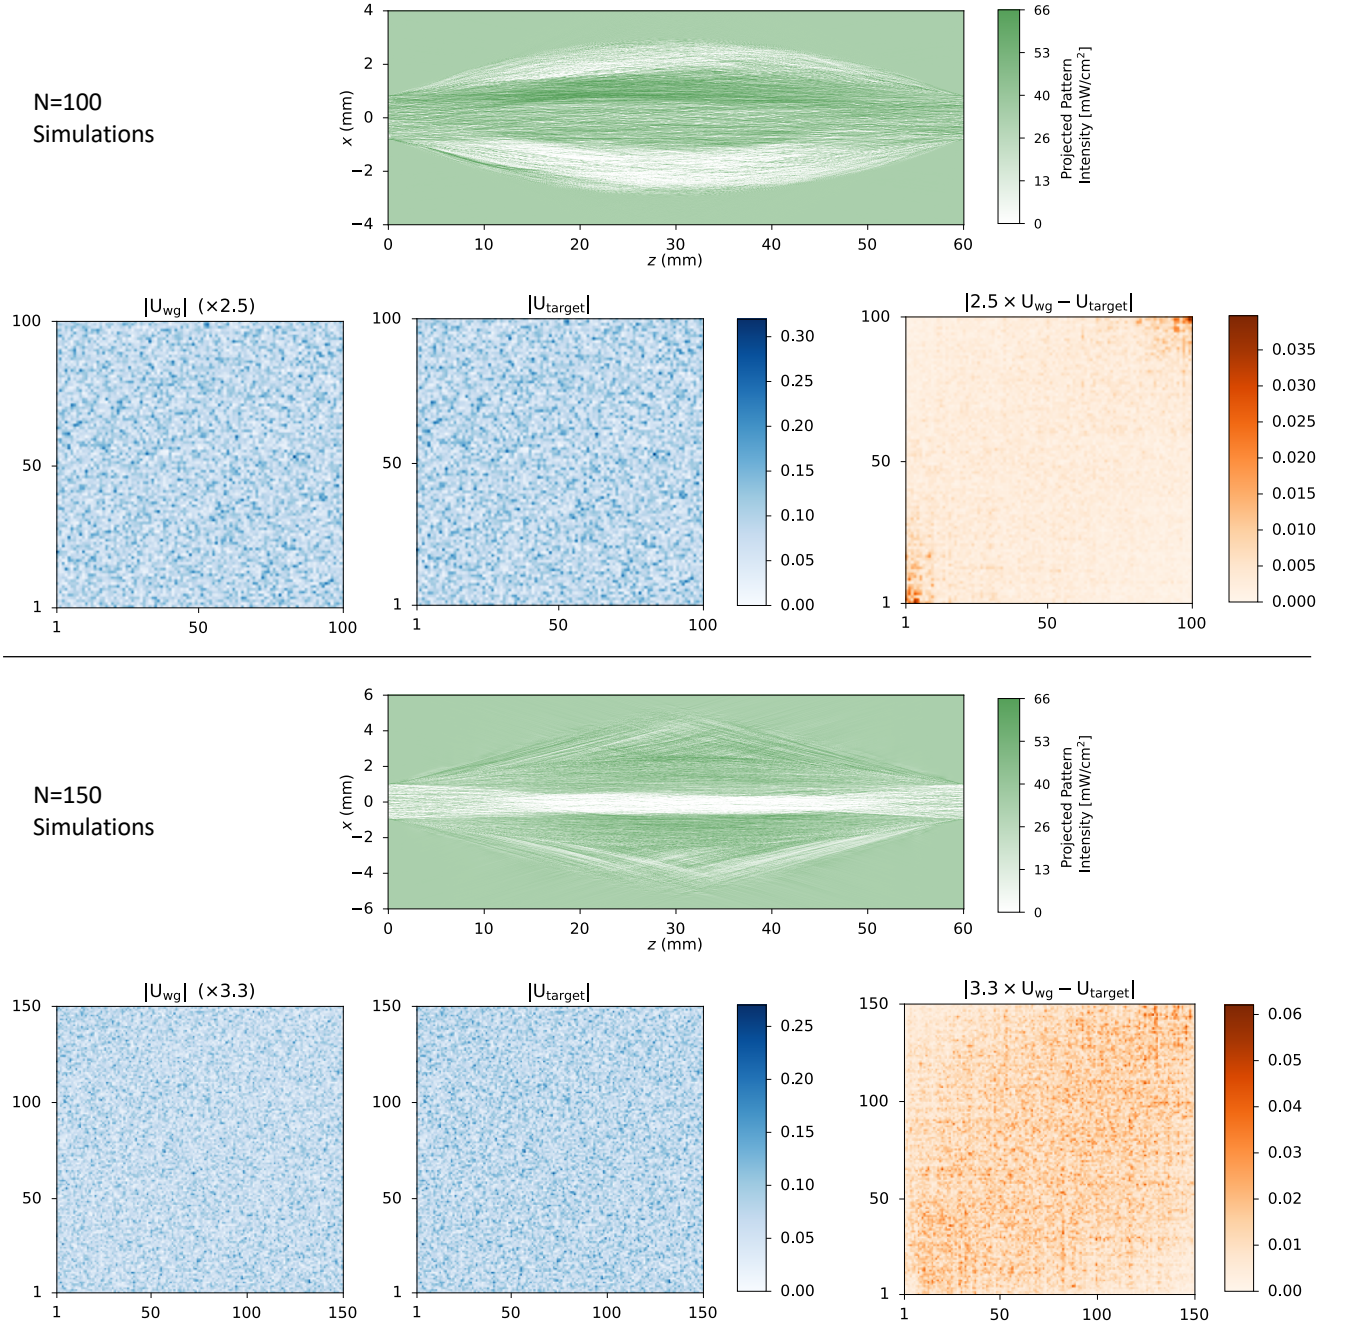 N=100
Simulations
4
2
0
−2
−4
x (mm)
0 10 20 30 40 50 60
z (mm)
66
53
40
26
13
0
Projected Pattern
Intensity [mW/cm²]
|U_wg| (×2.5)
100
50
1
1 50 100
|U_target|
100
50
1
1 50 100
0.30
0.25
0.20
0.15
0.10
0.05
0.00
|2.5 × U_wg − U_target|
100
50
1
1 50 100
0.035
0.030
0.025
0.020
0.015
0.010
0.005
0.000
N=150
Simulations
6
4
2
0
−2
−4
−6
x (mm)
0 10 20 30 40 50 60
z (mm)
66
53
40
26
13
0
Projected Pattern
Intensity [mW/cm²]
|U_wg| (×3.3)
150
100
50
1
1 50 100 150
|U_target|
150
100
50
1
1 50 100 150
0.25
0.20
0.15
0.10
0.05
0.00
|3.3 × U_wg − U_target|
150
100
50
1
1 50 100 150
0.06
0.05
0.04
0.03
0.02
0.01
0.00